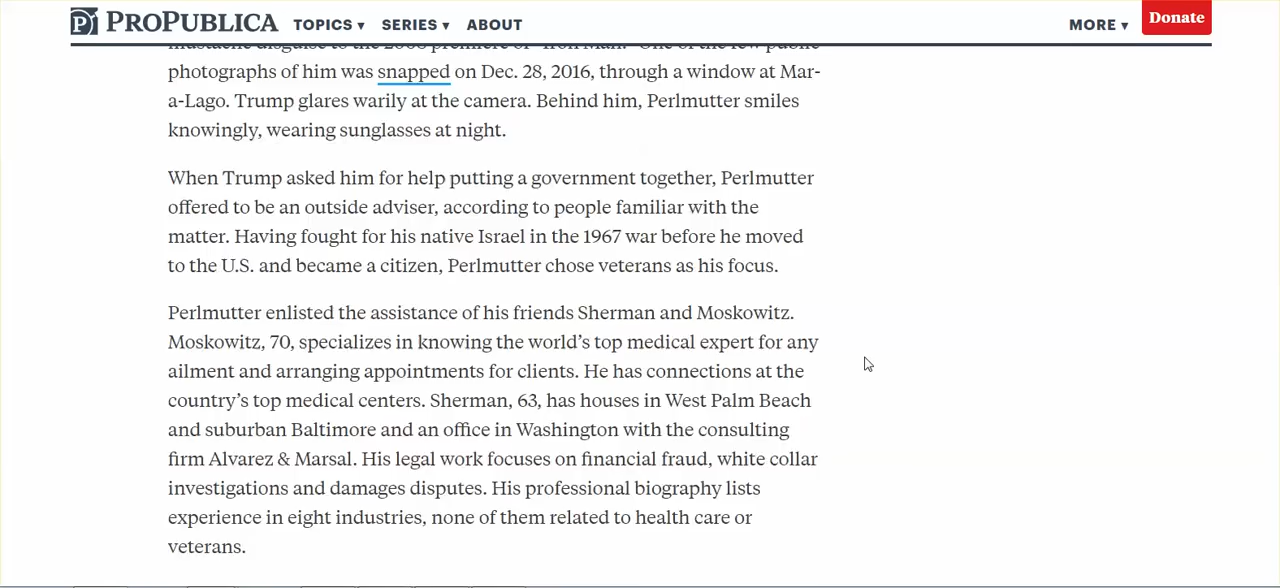 PROPUBLICA TOPICS ▾ SERIES ▾ ABOUT MORE ▾ Donate
mustache disguise to the 2008 premiere of "Iron Man." One of the few public
photographs of him was snapped on Dec. 28, 2016, through a window at Mar-
a-Lago. Trump glares warily at the camera. Behind him, Perlmutter smiles
knowingly, wearing sunglasses at night.
When Trump asked him for help putting a government together, Perlmutter
offered to be an outside adviser, according to people familiar with the
matter. Having fought for his native Israel in the 1967 war before he moved
to the U.S. and became a citizen, Perlmutter chose veterans as his focus.
Perlmutter enlisted the assistance of his friends Sherman and Moskowitz.
Moskowitz, 70, specializes in knowing the world’s top medical expert for any
ailment and arranging appointments for clients. He has connections at the
country’s top medical centers. Sherman, 63, has houses in West Palm Beach
and suburban Baltimore and an office in Washington with the consulting
firm Alvarez & Marsal. His legal work focuses on financial fraud, white collar
investigations and damages disputes. His professional biography lists
experience in eight industries, none of them related to health care or
veterans.